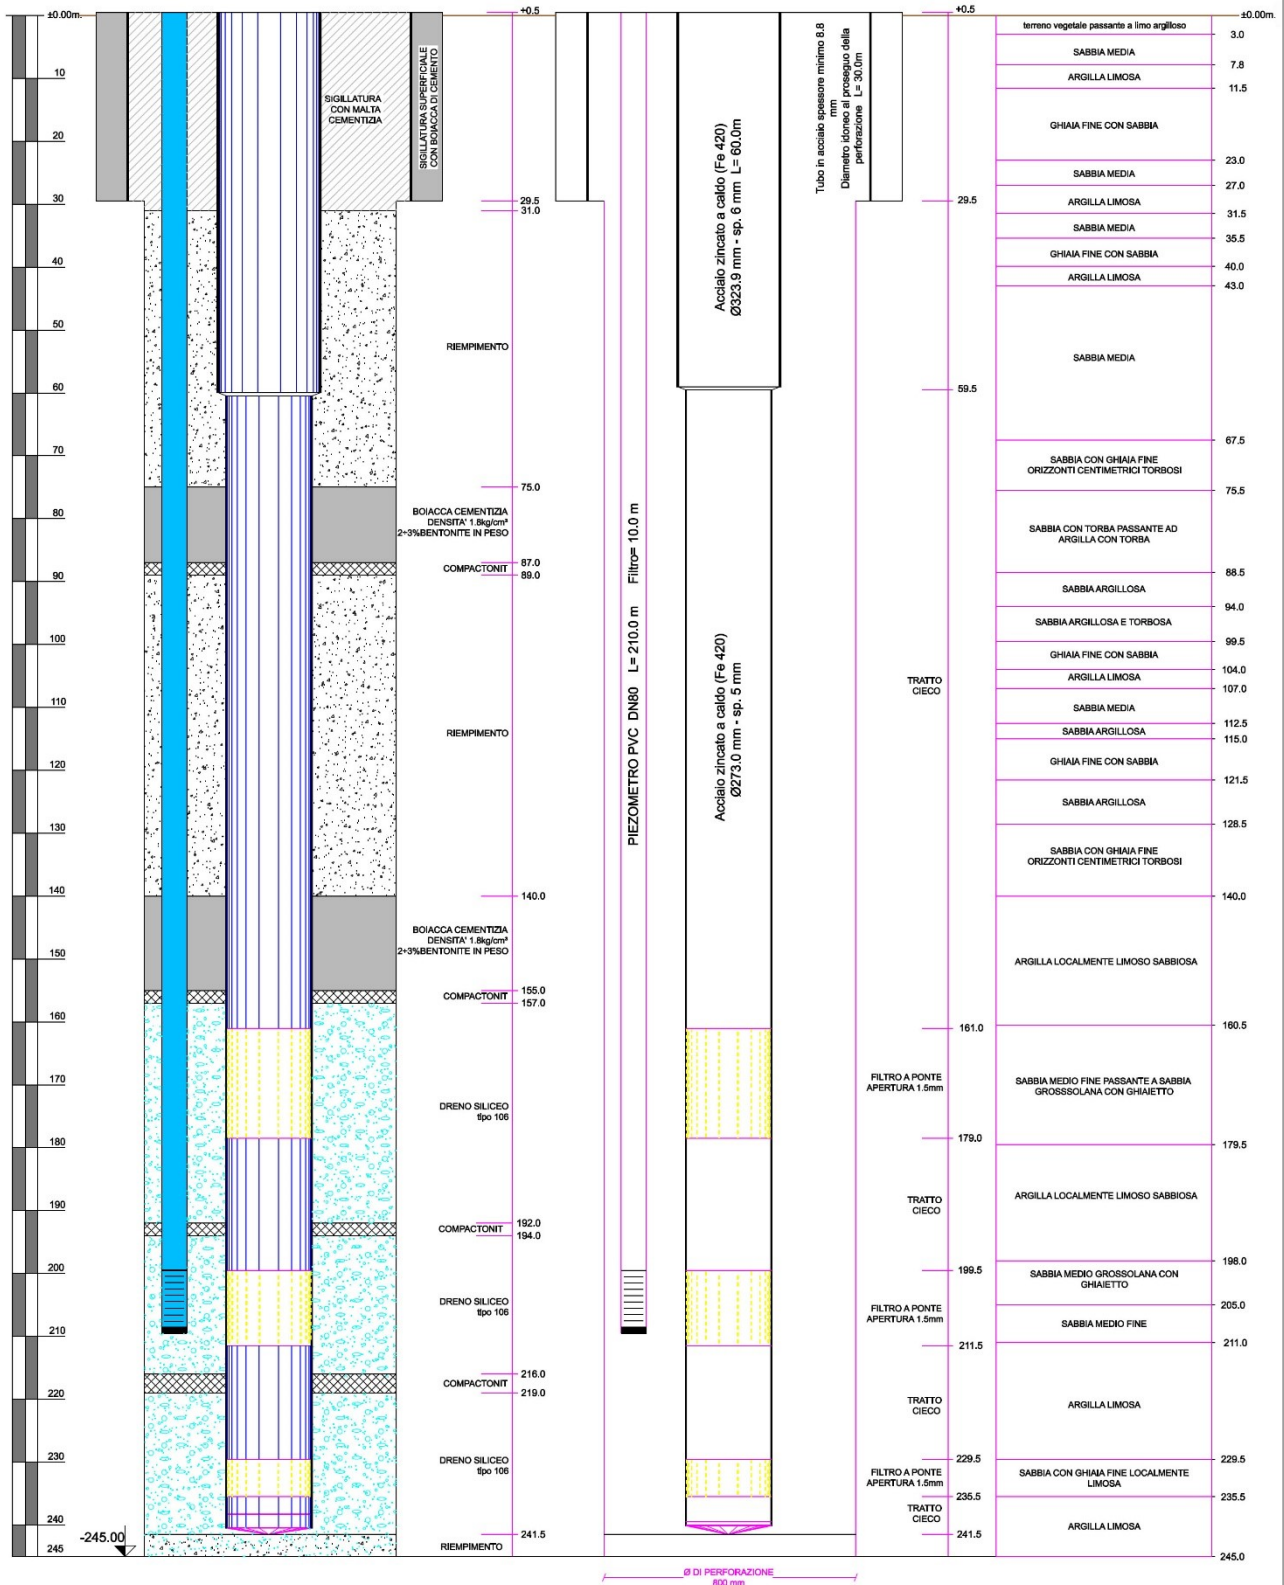 ±0.00m.
10
20
30
40
50
60
70
80
90
100
110
120
130
140
150
160
170
180
190
200
210
220
230
240
245
-245.00
SIGILLATURA
CON MALTA
CEMENTIZIA
SIGILLATURA SUPERFICIALE
CON BOIACCA DI CEMENTO
RIEMPIMENTO
BOIACCA CEMENTIZIA
DENSITA' 1.8kg/cm³
2÷3%BENTONITE IN PESO
COMPACTONIT
RIEMPIMENTO
BOIACCA CEMENTIZIA
DENSITA' 1.8kg/cm³
2÷3%BENTONITE IN PESO
COMPACTONIT
DRENO SILICEO
tipo 106
COMPACTONIT
DRENO SILICEO
tipo 106
COMPACTONIT
DRENO SILICEO
tipo 106
RIEMPIMENTO
+0.5
29.5
31.0
75.0
87.0
89.0
140.0
155.0
157.0
192.0
194.0
216.0
219.0
241.5
PIEZOMETRO PVC DN80 L= 210.0 m Filtro= 10.0 m
Acciaio zincato a caldo (Fe 420)
Ø323.9 mm - sp. 6 mm L= 60.0m
Acciaio zincato a caldo (Fe 420)
Ø273.0 mm - sp. 5 mm
Tubo in acciaio spessore minimo 8.8
mm
Diametro idoneo al proseguo della
perforazione L= 30.0m
Ø DI PERFORAZIONE
800 mm
TRATTO
CIECO
FILTRO A PONTE
APERTURA 1.5mm
TRATTO
CIECO
FILTRO A PONTE
APERTURA 1.5mm
TRATTO
CIECO
FILTRO A PONTE
APERTURA 1.5mm
TRATTO
CIECO
+0.5
29.5
59.5
161.0
179.0
199.5
211.5
229.5
235.5
241.5
terreno vegetale passante a limo argilloso
SABBIA MEDIA
ARGILLA LIMOSA
GHIAIA FINE CON SABBIA
SABBIA MEDIA
ARGILLA LIMOSA
SABBIA MEDIA
GHIAIA FINE CON SABBIA
ARGILLA LIMOSA
SABBIA MEDIA
SABBIA CON GHIAIA FINE
ORIZZONTI CENTIMETRICI TORBOSI
SABBIA CON TORBA PASSANTE AD
ARGILLA CON TORBA
SABBIA ARGILLOSA
SABBIA ARGILLOSA E TORBOSA
GHIAIA FINE CON SABBIA
ARGILLA LIMOSA
SABBIA MEDIA
SABBIA ARGILLOSA
GHIAIA FINE CON SABBIA
SABBIA ARGILLOSA
SABBIA CON GHIAIA FINE
ORIZZONTI CENTIMETRICI TORBOSI
ARGILLA LOCALMENTE LIMOSO SABBIOSA
SABBIA MEDIO FINE PASSANTE A SABBIA
GROSSSOLANA CON GHIAIETTO
ARGILLA LOCALMENTE LIMOSO SABBIOSA
SABBIA MEDIO GROSSOLANA CON
GHIAIETTO
SABBIA MEDIO FINE
ARGILLA LIMOSA
SABBIA CON GHIAIA FINE LOCALMENTE
LIMOSA
ARGILLA LIMOSA
±0.00m.
3.0
7.8
11.5
23.0
27.0
31.5
35.5
40.0
43.0
67.5
75.5
88.5
94.0
99.5
104.0
107.0
112.5
115.0
121.5
128.5
140.0
160.5
179.5
198.0
205.0
211.0
229.5
235.5
245.0